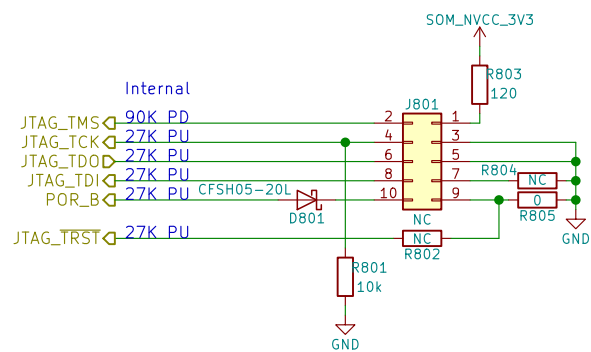 SOM_NVCC_3V3
R803
120
Internal
J801
JTAG_TMS 90K PD 2 1
JTAG_TCK 27K PU 4 3
JTAG_TDO 27K PU 6 5
JTAG_TDI 27K PU 8 7 R804 NC
POR_B 27K PU CFSH05-20L D801 10 9 0 R805
NC
GND
JTAG_TRST 27K PU NC
R802
R801
10k
GND